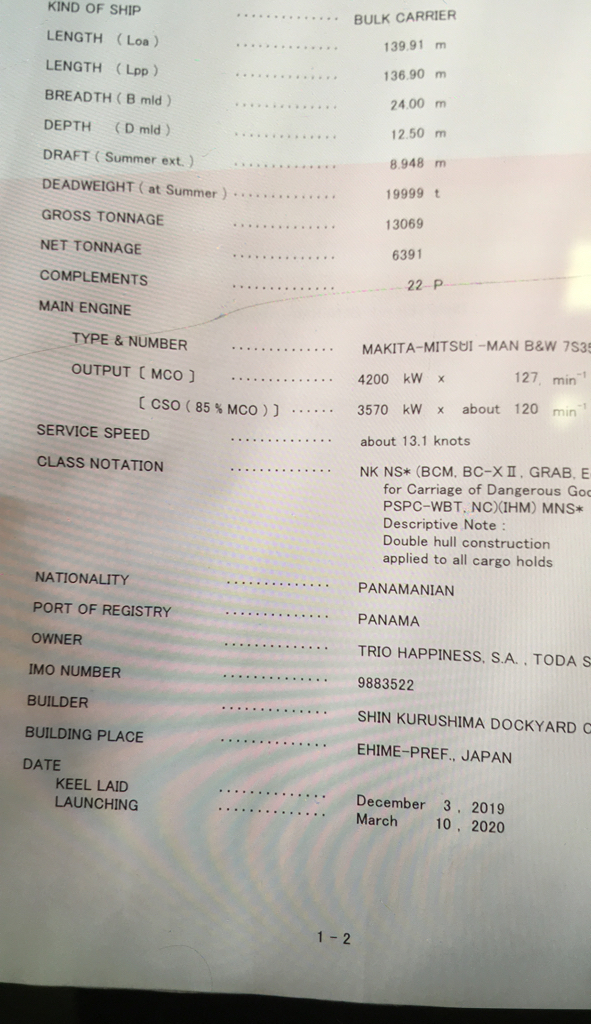 KIND OF SHIP .............. BULK CARRIER
LENGTH ( Loa ) .............. 139.91 m
LENGTH ( Lpp ) .............. 136.90 m
BREADTH ( B mld ) .............. 24.00 m
DEPTH ( D mld ) .............. 12.50 m
DRAFT ( Summer ext. ) .............. 8.948 m
DEADWEIGHT ( at Summer ) .............. 19999 t
GROSS TONNAGE .............. 13069
NET TONNAGE .............. 6391
COMPLEMENTS .............. 22 P
MAIN ENGINE
TYPE & NUMBER .............. MAKITA-MITSUI -MAN B&W 7S35
OUTPUT [ MCO ] .............. 4200 kW x 127. min⁻¹
[ CSO ( 85 % MCO ) ] ...... 3570 kW x about 120 min⁻¹
SERVICE SPEED .............. about 13.1 knots
CLASS NOTATION .............. NK NS* (BCM, BC-XⅡ, GRAB, E
for Carriage of Dangerous Goo
PSPC-WBT, NC)(IHM) MNS*
Descriptive Note :
Double hull construction
applied to all cargo holds
NATIONALITY .............. PANAMANIAN
PORT OF REGISTRY .............. PANAMA
OWNER .............. TRIO HAPPINESS, S.A. , TODA S
IMO NUMBER .............. 9883522
BUILDER .............. SHIN KURUSHIMA DOCKYARD C
BUILDING PLACE .............. EHIME-PREF., JAPAN
DATE
KEEL LAID .............. December 3 , 2019
LAUNCHING .............. March 10 , 2020
1 - 2